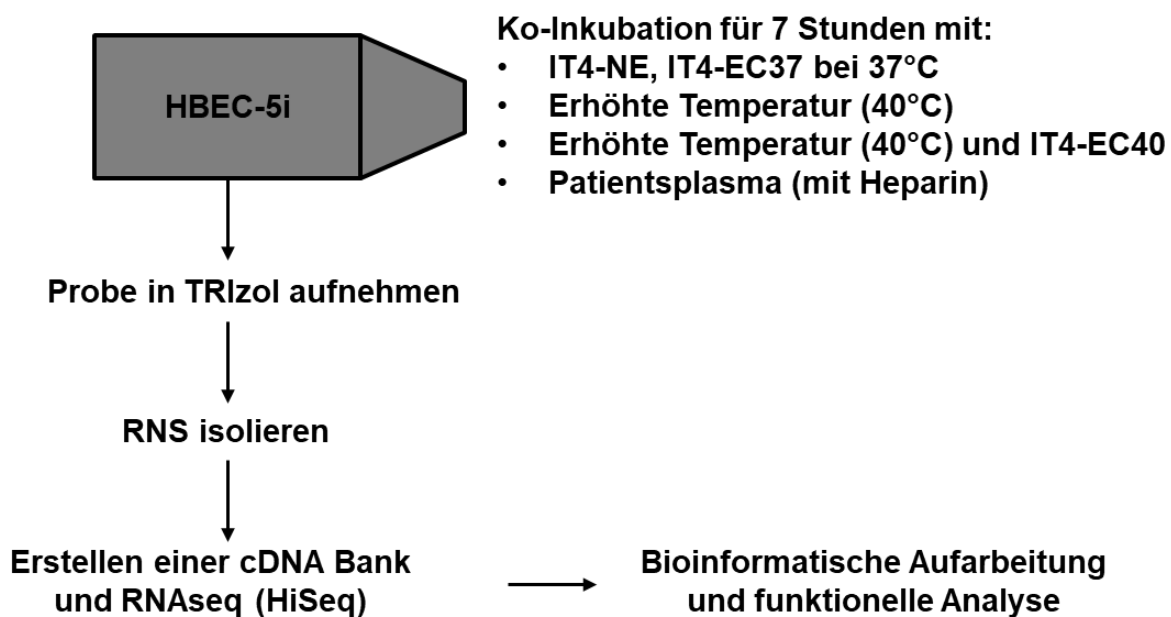 HBEC-5i
Ko-Inkubation für 7 Stunden mit:
• IT4-NE, IT4-EC37 bei 37°C
• Erhöhte Temperatur (40°C)
• Erhöhte Temperatur (40°C) und IT4-EC40
• Patientsplasma (mit Heparin)
Probe in TRIzol aufnehmen
RNS isolieren
Erstellen einer cDNA Bank
und RNAseq (HiSeq)
Bioinformatische Aufarbeitung
und funktionelle Analyse